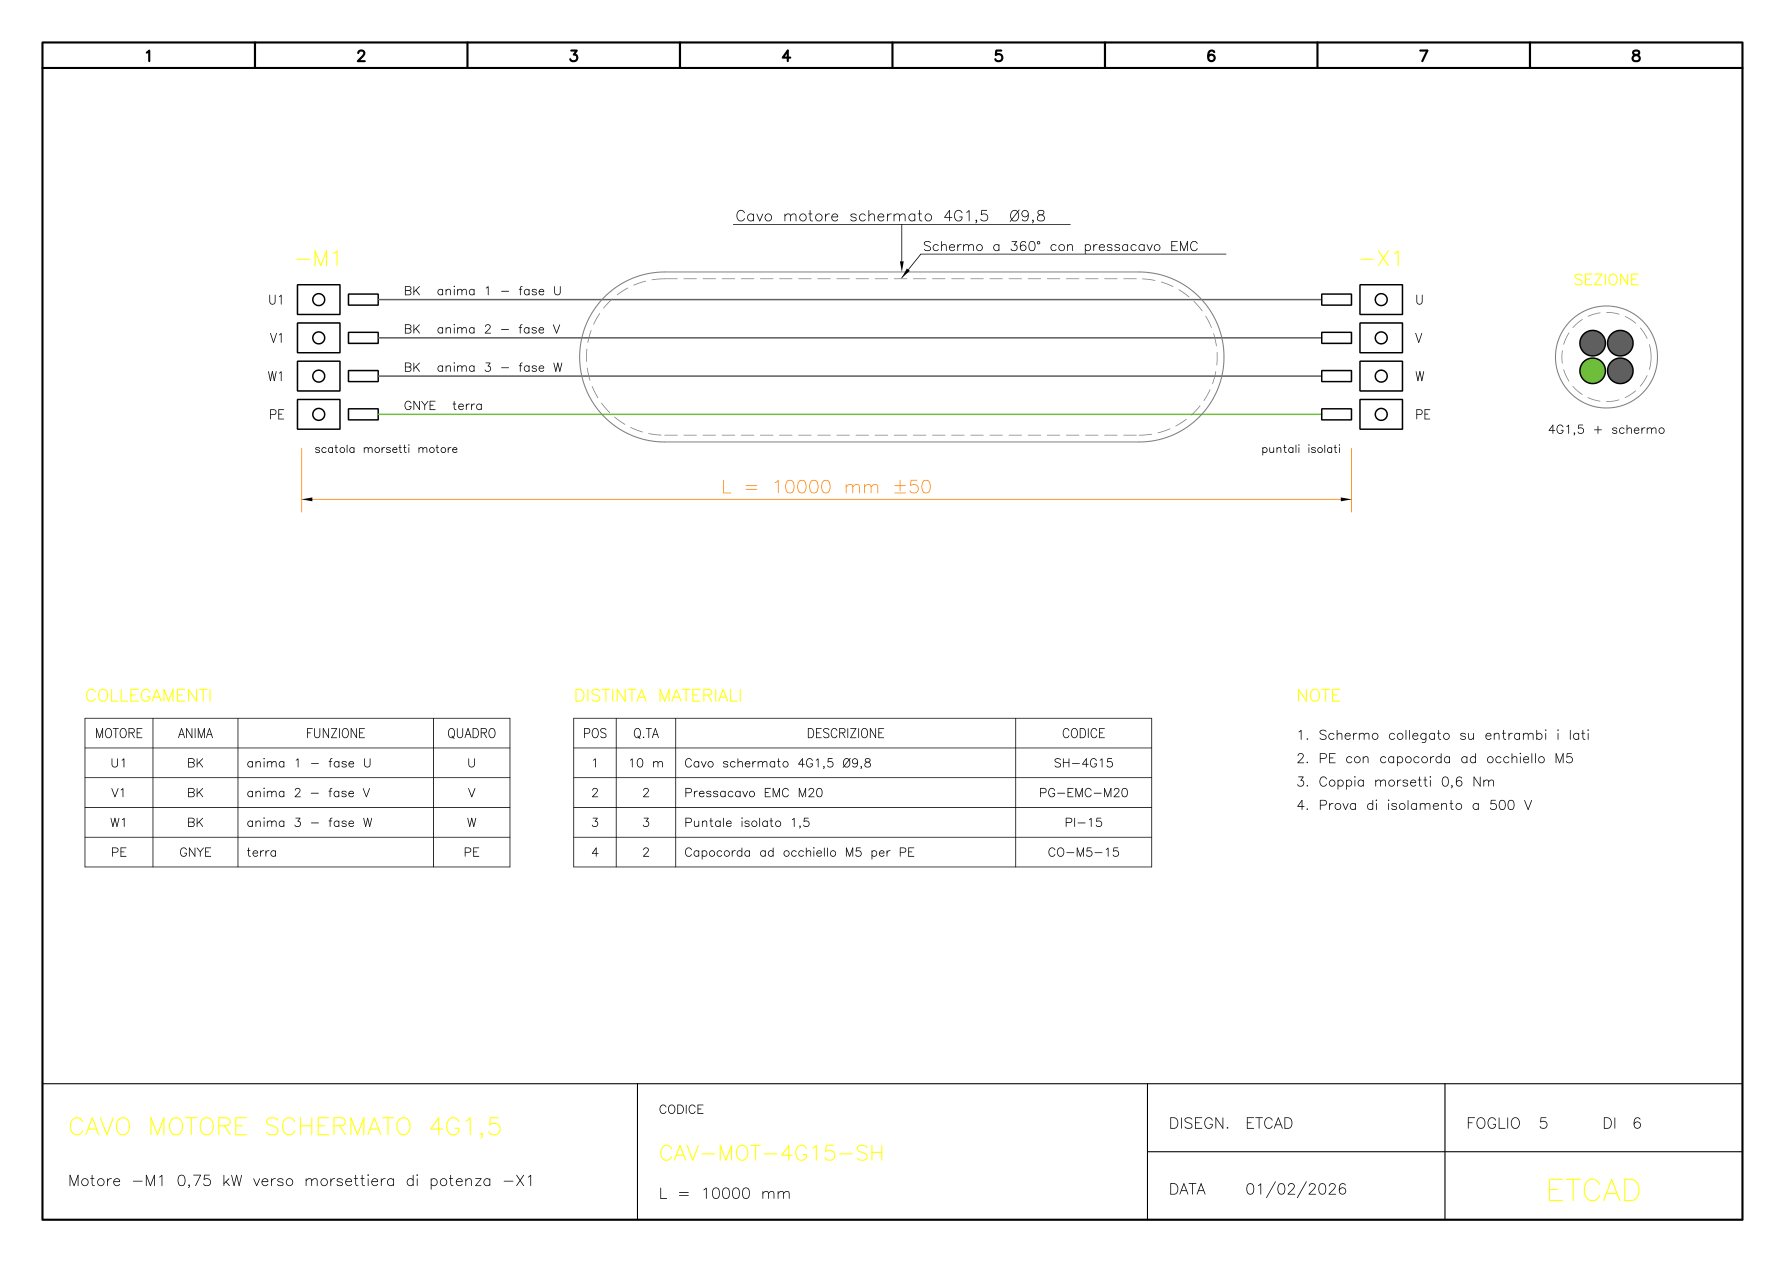 1 2 3 4 5 6 7 8
Cavo motore schermato 4G1,5 Ø9,8
Schermo a 360° con pressacavo EMC
-M1
-X1
SEZIONE
U1 BK anima 1 - fase U U
V1 BK anima 2 - fase V V
W1 BK anima 3 - fase W W
PE GNYE terra PE
4G1,5 + schermo
scatola morsetti motore
puntali isolati
L = 10000 mm ±50
COLLEGAMENTI
MOTORE ANIMA FUNZIONE QUADRO
U1 BK anima 1 - fase U U
V1 BK anima 2 - fase V V
W1 BK anima 3 - fase W W
PE GNYE terra PE
DISTINTA MATERIALI
POS Q.TA DESCRIZIONE CODICE
1 10 m Cavo schermato 4G1,5 Ø9,8 SH-4G15
2 2 Pressacavo EMC M20 PG-EMC-M20
3 3 Puntale isolato 1,5 PI-15
4 2 Capocorda ad occhiello M5 per PE CO-M5-15
NOTE
1. Schermo collegato su entrambi i lati
2. PE con capocorda ad occhiello M5
3. Coppia morsetti 0,6 Nm
4. Prova di isolamento a 500 V
CAVO MOTORE SCHERMATO 4G1,5
Motore -M1 0,75 kW verso morsettiera di potenza -X1
CODICE
CAV-MOT-4G15-SH
L = 10000 mm
DISEGN. ETCAD
DATA 01/02/2026
FOGLIO 5 DI 6
ETCAD